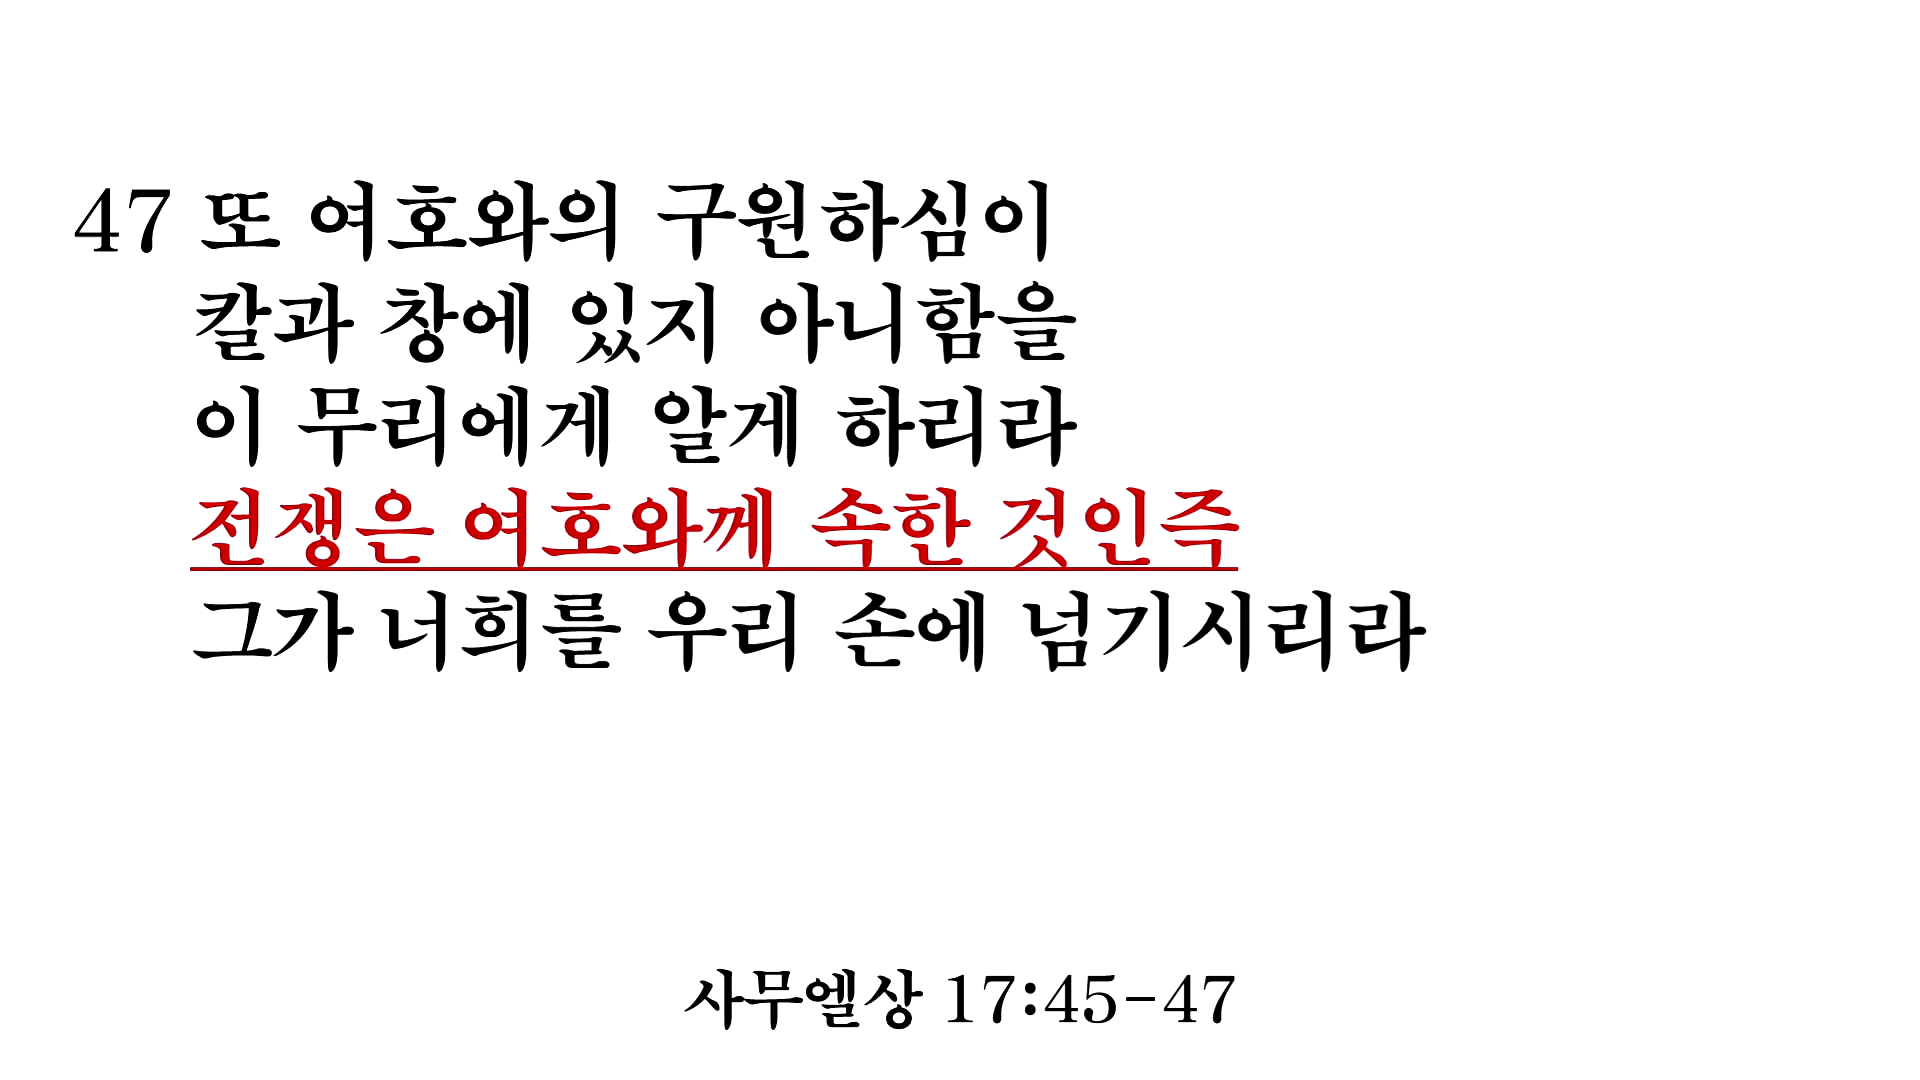 47 또 여호와의 구원하심이
칼과 창에 있지 아니함을
이 무리에게 알게 하리라
전쟁은 여호와께 속한 것인즉
그가 너희를 우리 손에 넘기시리라
사무엘상 17:45-47